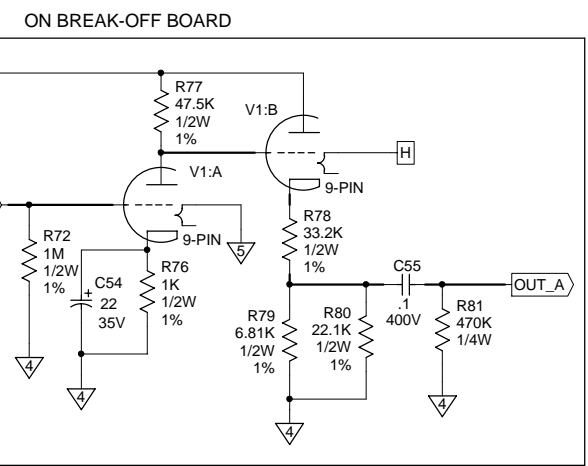 ON BREAK-OFF BOARD
R77
47.5K
1/2W
1%
V1:B
H
9-PIN
V1:A
9-PIN
5
R72
1M
1/2W
1%
C54
+
22
35V
R76
1K
1/2W
1%
R78
33.2K
1/2W
1%
R79
6.81K
1/2W
1%
R80
22.1K
1/2W
1%
C55
.1
400V
OUT_A
R81
470K
1/4W
4
4
4
4